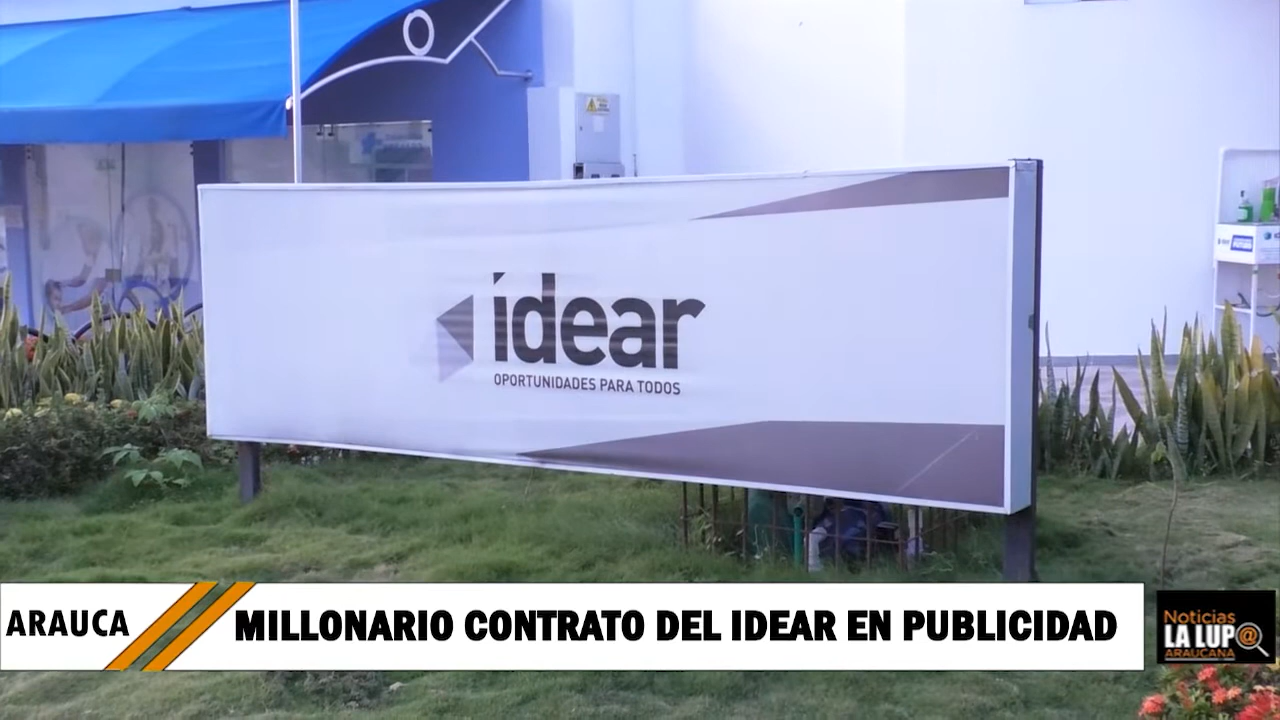 idear
OPORTUNIDADES PARA TODOS
ARAUCA
MILLONARIO CONTRATO DEL IDEAR EN PUBLICIDAD
Noticias
LA LUP@
ARAUCANA